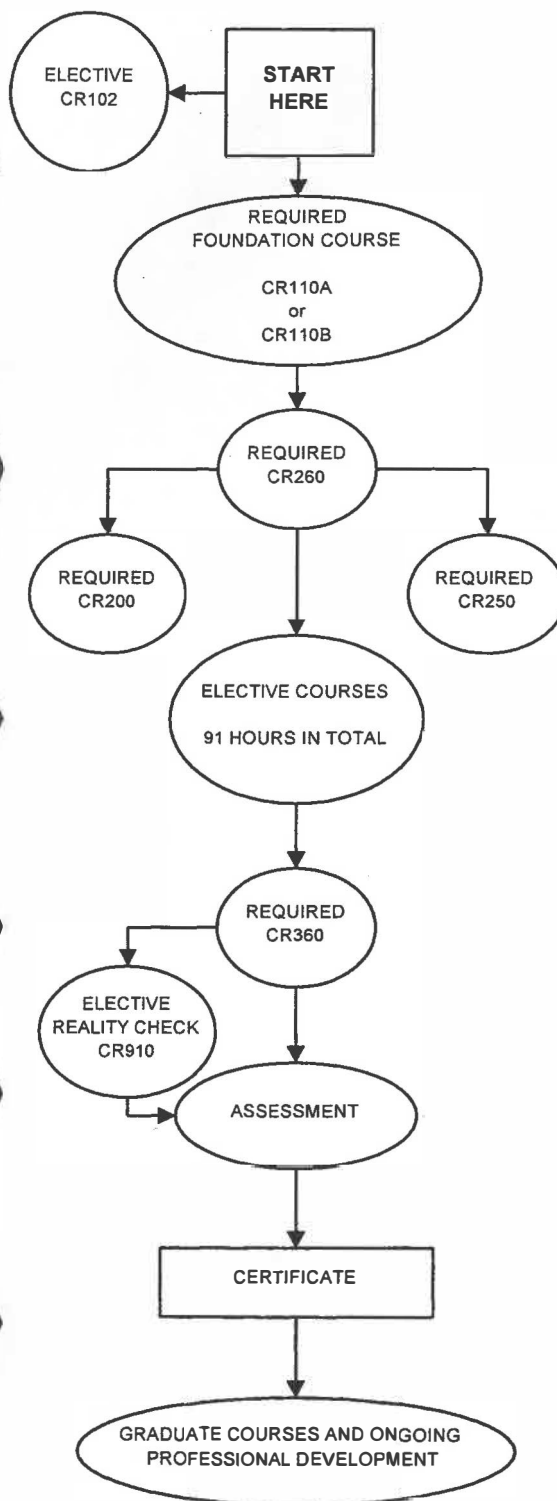 ELECTIVE
CR102
START
HERE
REQUIRED
FOUNDATION COURSE
CR110A
or
CR110B
REQUIRED
CR260
REQUIRED
CR200
REQUIRED
CR250
ELECTIVE COURSES
91 HOURS IN TOTAL
REQUIRED
CR360
ELECTIVE
REALITY CHECK
CR910
ASSESSMENT
CERTIFICATE
GRADUATE COURSES AND ONGOING
PROFESSIONAL DEVELOPMENT